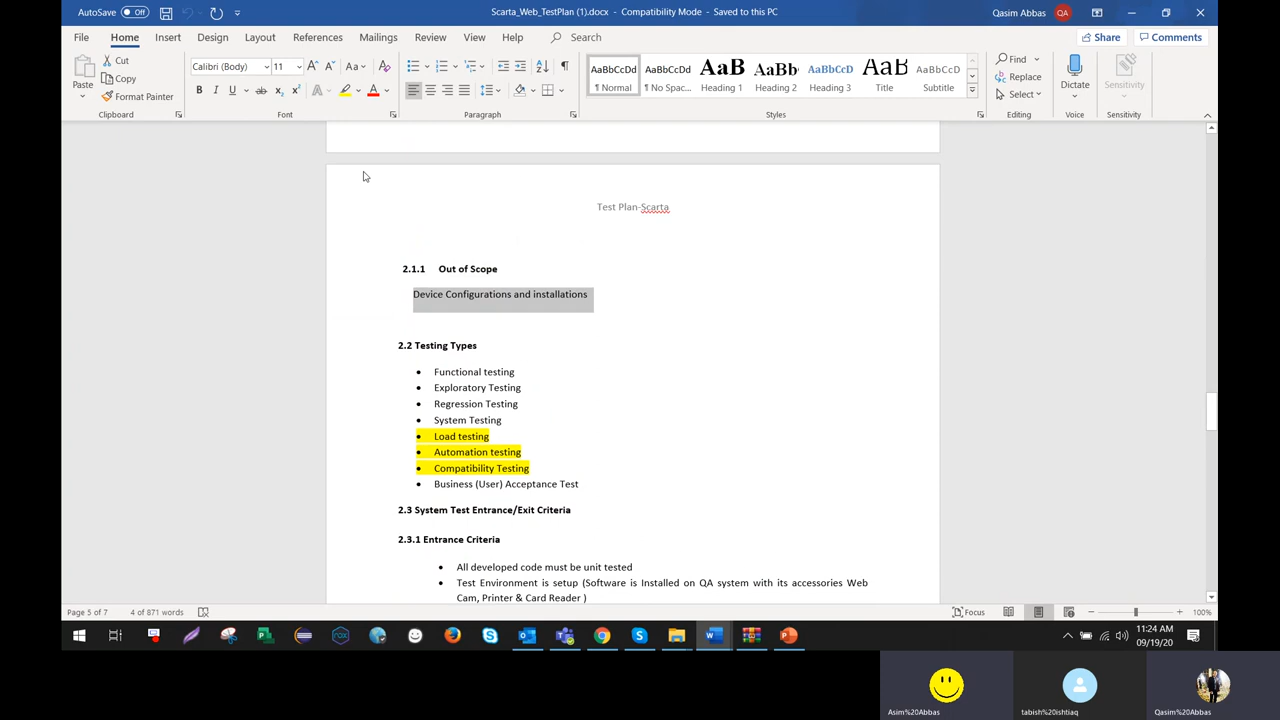 AutoSave Off
Scarta_Web_TestPlan (1).docx - Compatibility Mode - Saved to this PC
Qasim Abbas QA
File Home Insert Design Layout References Mailings Review View Help Search
Share Comments
Paste
Cut
Copy
Format Painter
Calibri (Body) 11
AaBbCcDd AaBbCcDd AaB AaBb AaBbCcD AaB AaBbCcD
¶ Normal ¶ No Spac... Heading 1 Heading 2 Heading 3 Title Subtitle
Find
Replace
Select
Dictate
Sensitivity
Clipboard Font Paragraph Styles Editing Voice Sensitivity
Test Plan-Scarta
2.1.1 Out of Scope
Device Configurations and installations
2.2 Testing Types
• Functional testing
• Exploratory Testing
• Regression Testing
• System Testing
• Load testing
• Automation testing
• Compatibility Testing
• Business (User) Acceptance Test
2.3 System Test Entrance/Exit Criteria
2.3.1 Entrance Criteria
• All developed code must be unit tested
• Test Environment is setup (Software is Installed on QA system with its accessories Web
Cam, Printer & Card Reader )
Page 5 of 7 4 of 871 words
Focus
100%
11:24 AM
09/19/20
Asim%20Abbas
tabish%20ishtiaq
Qasim%20Abbas